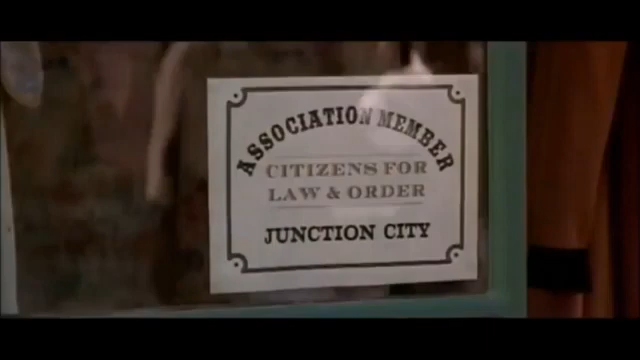 ASSOCIATION MEMBER
CITIZENS FOR
LAW & ORDER
JUNCTION CITY